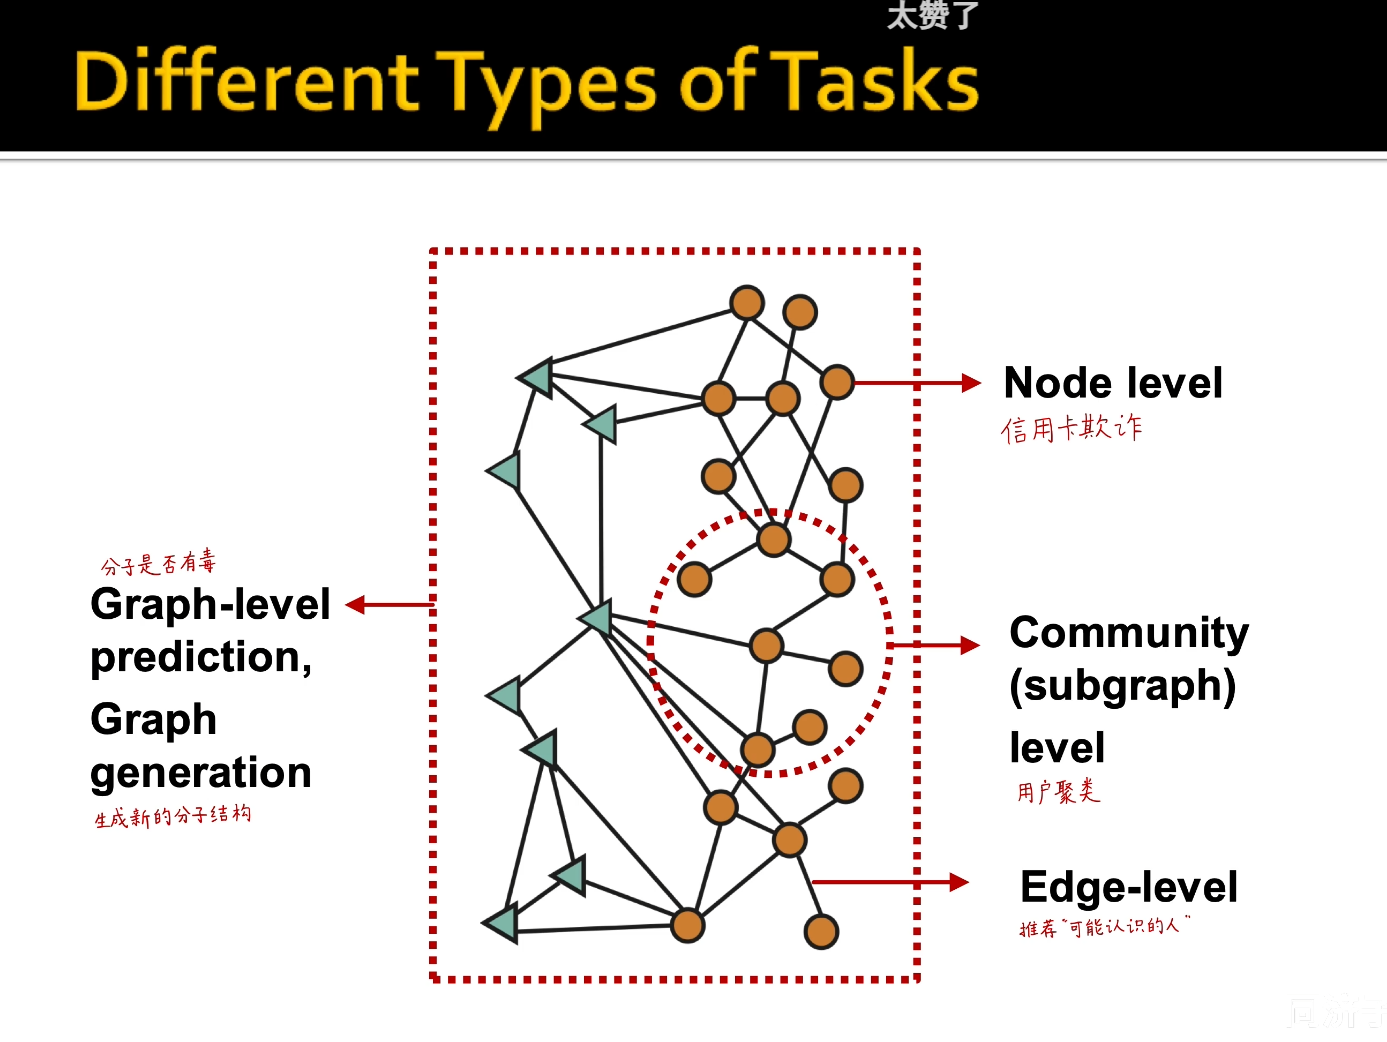 太赞了
Different Types of Tasks
Node level
信用卡欺诈
分子是否有毒
Graph-level
prediction,
Graph
generation
生成新的分子结构
Community
(subgraph)
level
用户聚类
Edge-level
推荐“可能认识的人”